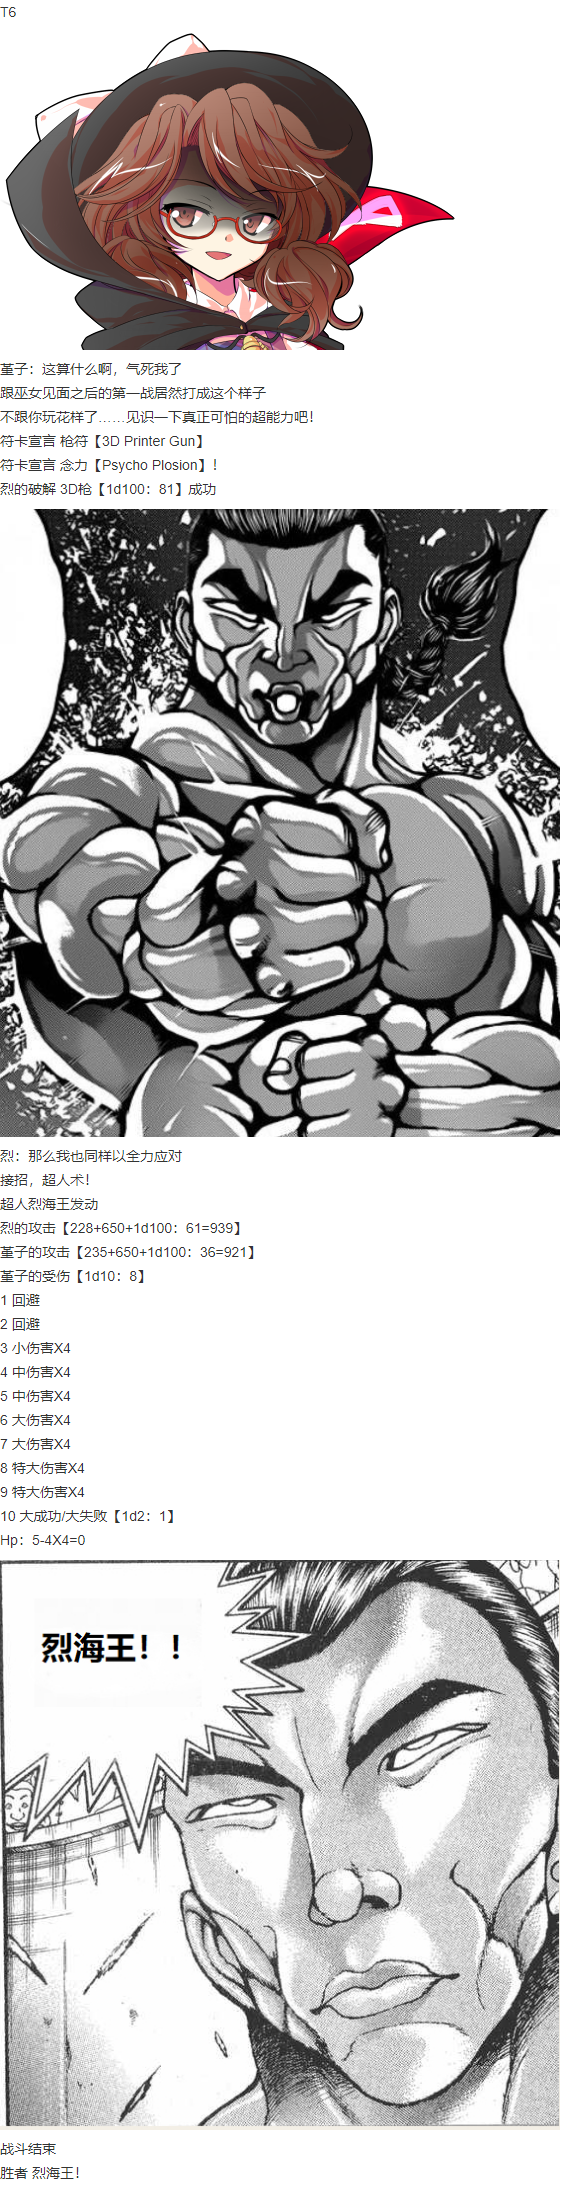 T6
堇子：这算什么啊，气死我了
跟巫女见面之后的第一战居然打成这个样子
不跟你玩花样了……见识一下真正可怕的超能力吧！
符卡宣言 枪符【3D Printer Gun】
符卡宣言 念力【Psycho Plosion】！
烈的破解 3D枪【1d100：81】成功
烈：那么我也同样以全力应对
接招，超人术！
超人烈海王发动
烈的攻击【228+650+1d100：61=939】
堇子的攻击【235+650+1d100：36=921】
堇子的受伤【1d10：8】
1 回避
2 回避
3 小伤害X4
4 中伤害X4
5 中伤害X4
6 大伤害X4
7 大伤害X4
8 特大伤害X4
9 特大伤害X4
10 大成功/大失败【1d2：1】
Hp：5-4X4=0
烈海王！！
战斗结束
胜者 烈海王！